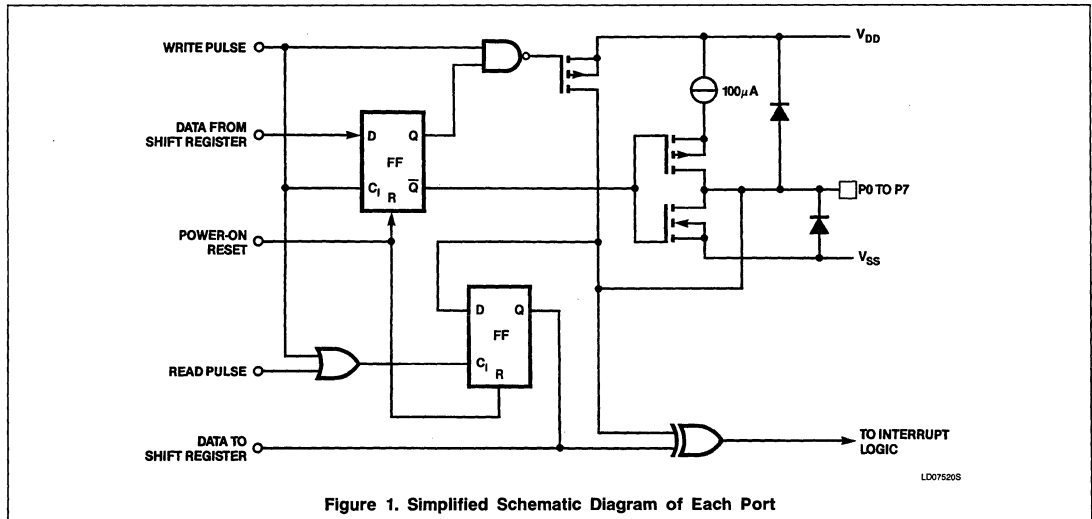 WRITE PULSE
V_DD
100μA
DATA FROM
SHIFT REGISTER
D Q
FF
C_I R Q̅
P0 TO P7
POWER-ON
RESET
V_SS
D Q
FF
C_I R
READ PULSE
DATA TO
SHIFT REGISTER
TO INTERRUPT
LOGIC
LD07520S
Figure 1. Simplified Schematic Diagram of Each Port